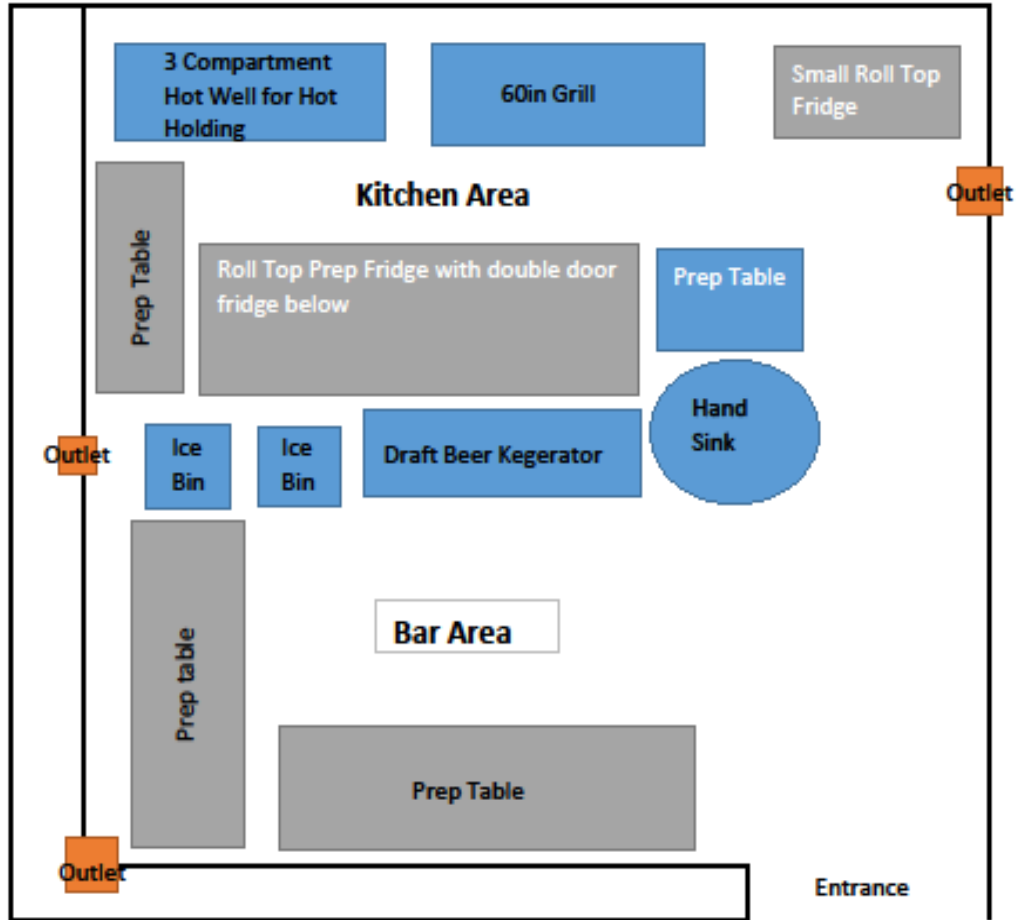 3 Compartment
Hot Well for Hot
Holding
60in Grill
Small Roll Top
Fridge
Kitchen Area
Outlet
Prep Table
Roll Top Prep Fridge with double door
fridge below
Prep Table
Hand
Sink
Outlet
Ice
Bin
Ice
Bin
Draft Beer Kegerator
Bar Area
Prep table
Prep Table
Outlet
Entrance